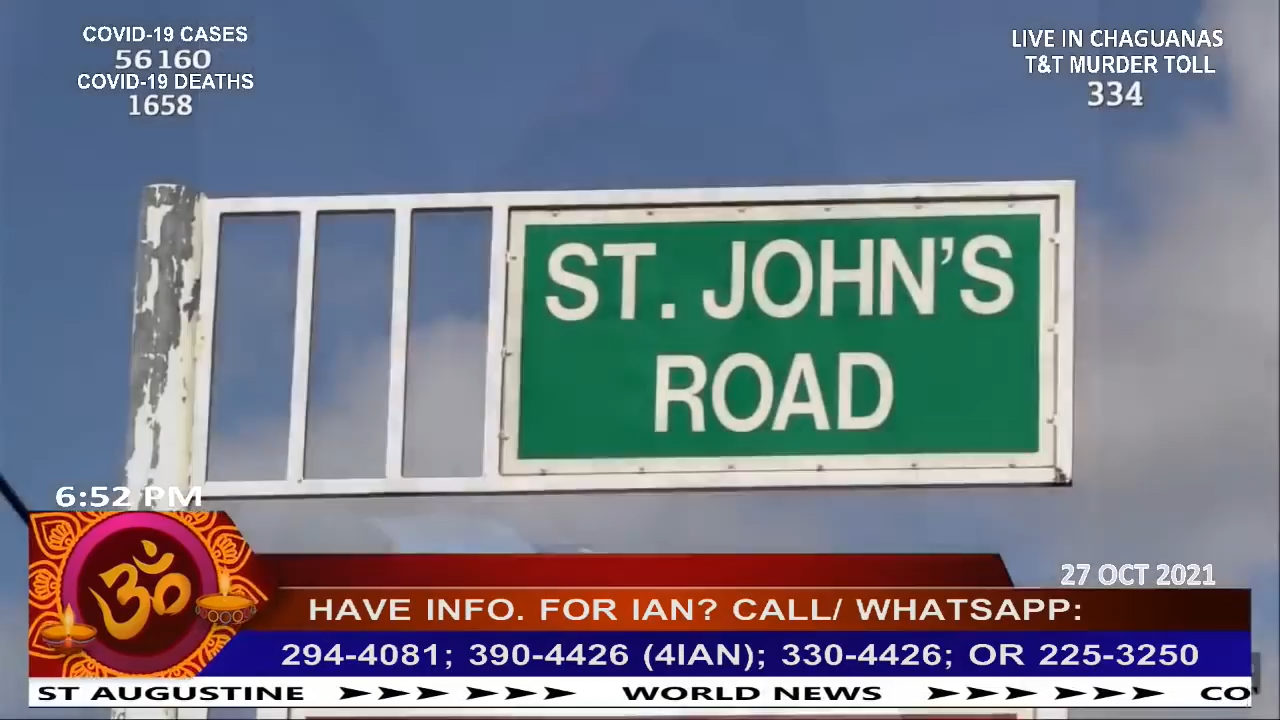 COVID-19 CASES
56160
COVID-19 DEATHS
1658
LIVE IN CHAGUANAS
T&T MURDER TOLL
334
ST. JOHN'S
ROAD
6:52 PM
ॐ
27 OCT 2021
HAVE INFO. FOR IAN? CALL/ WHATSAPP:
294-4081; 390-4426 (4IAN); 330-4426; OR 225-3250
ST AUGUSTINE WORLD NEWS CO